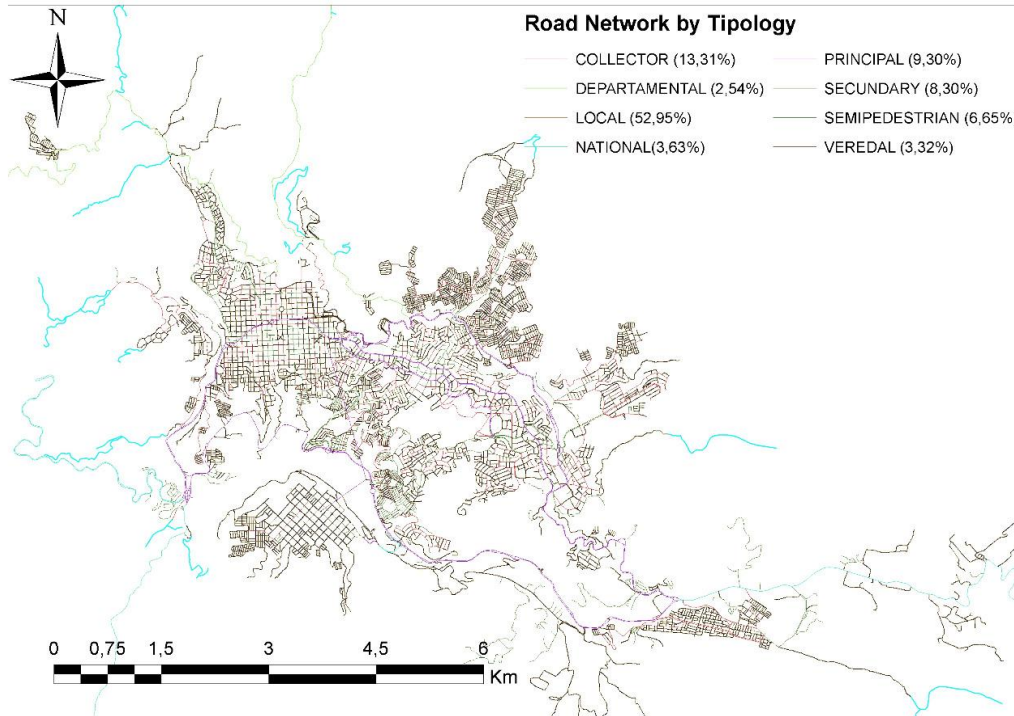 N
Road Network by Tipology
COLLECTOR (13,31%)
PRINCIPAL (9,30%)
DEPARTAMENTAL (2,54%)
SECUNDARY (8,30%)
LOCAL (52,95%)
SEMIPEDESTRIAN (6,65%
NATIONAL(3,63%)
VEREDAL (3,32%)
0 0,75 1,5 3 4,5 6
Km